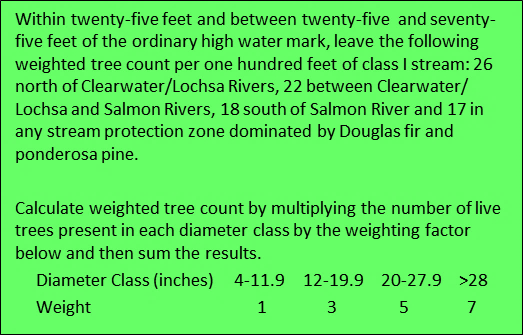 Within twenty-five feet and between twenty-five  and seventy-
five feet of the ordinary high water mark, leave the following
weighted tree count per one hundred feet of class I stream: 26
north of Clearwater/Lochsa Rivers, 22 between Clearwater/
Lochsa and Salmon Rivers, 18 south of Salmon River and 17 in
any stream protection zone dominated by Douglas fir and
ponderosa pine.
Calculate weighted tree count by multiplying the number of live
trees present in each diameter class by the weighting factor
below and then sum the results.
Diameter Class (inches) 4-11.9 12-19.9 20-27.9 >28
Weight 1 3 5 7